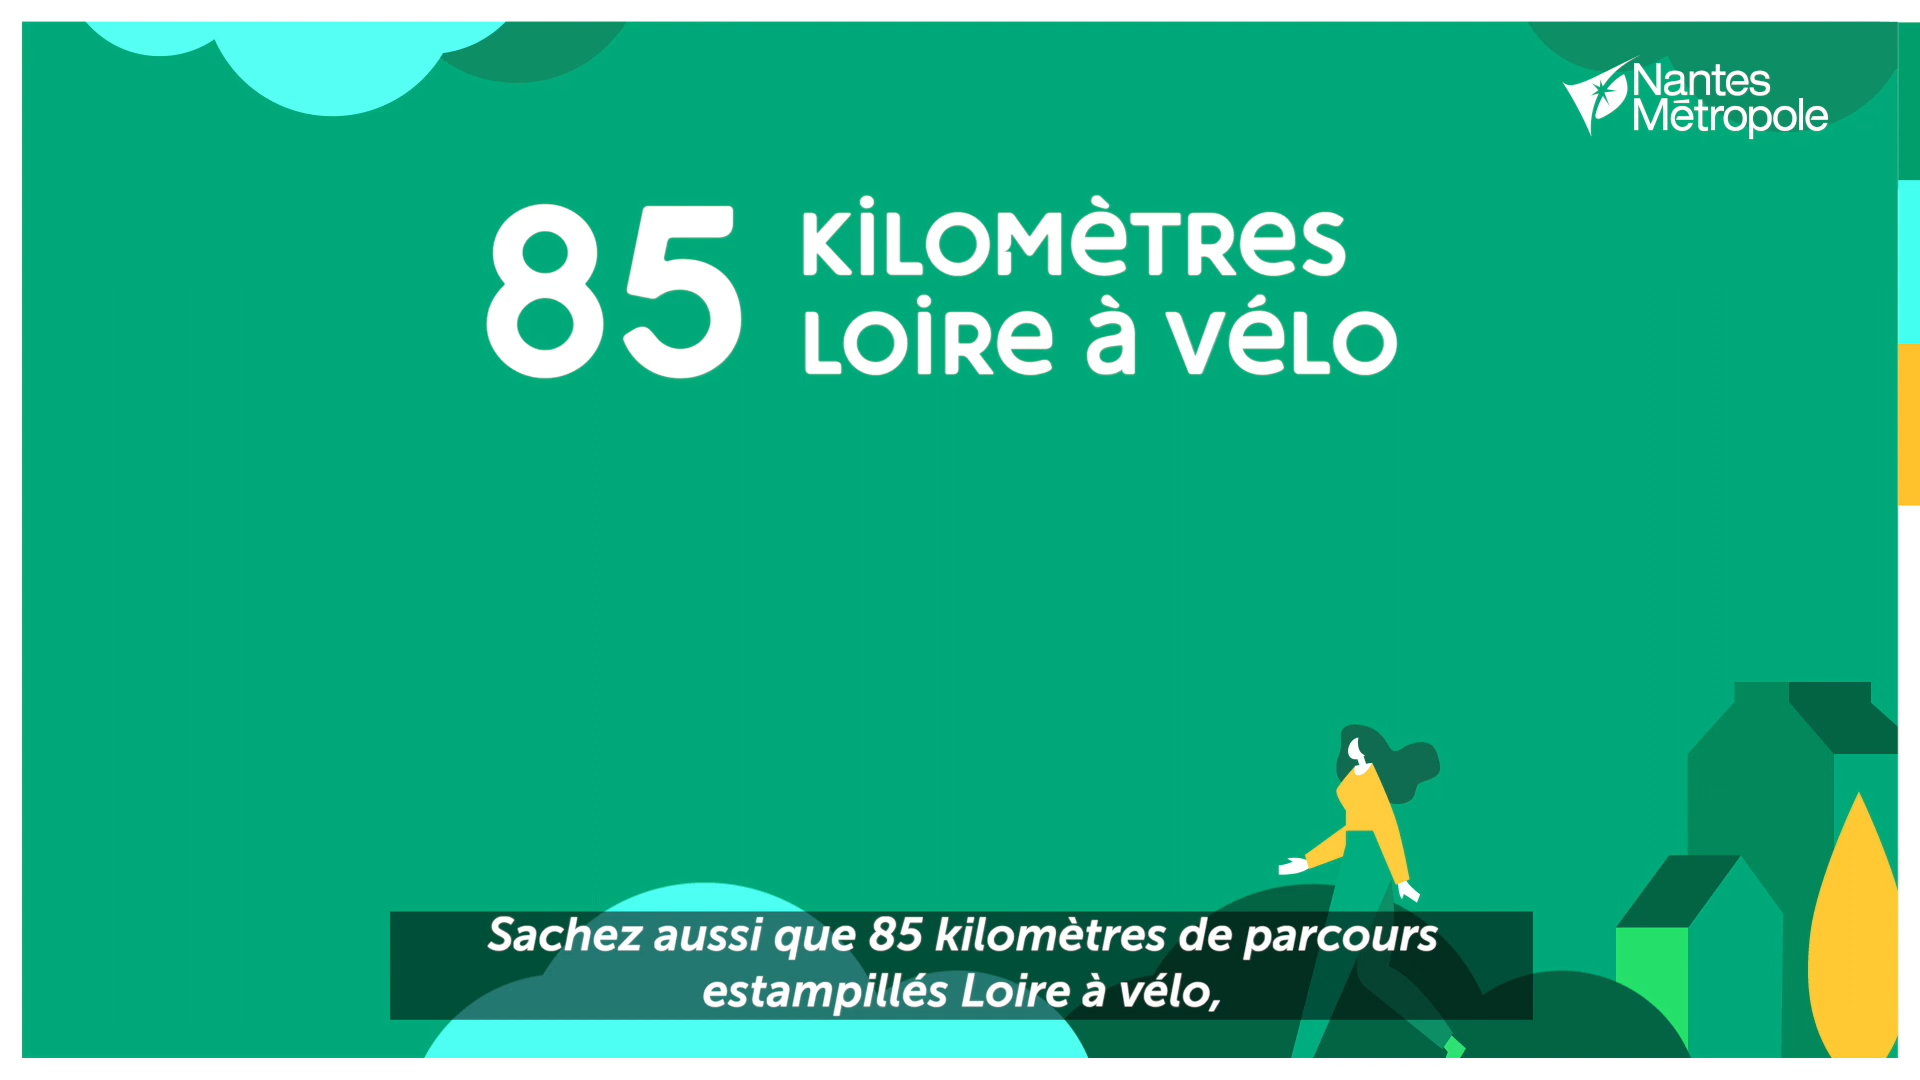 Nantes
Métropole
85 KiLOMÈTRES
LOiRe à VéLO
Sachez aussi que 85 kilomètres de parcours
estampillés Loire à vélo,